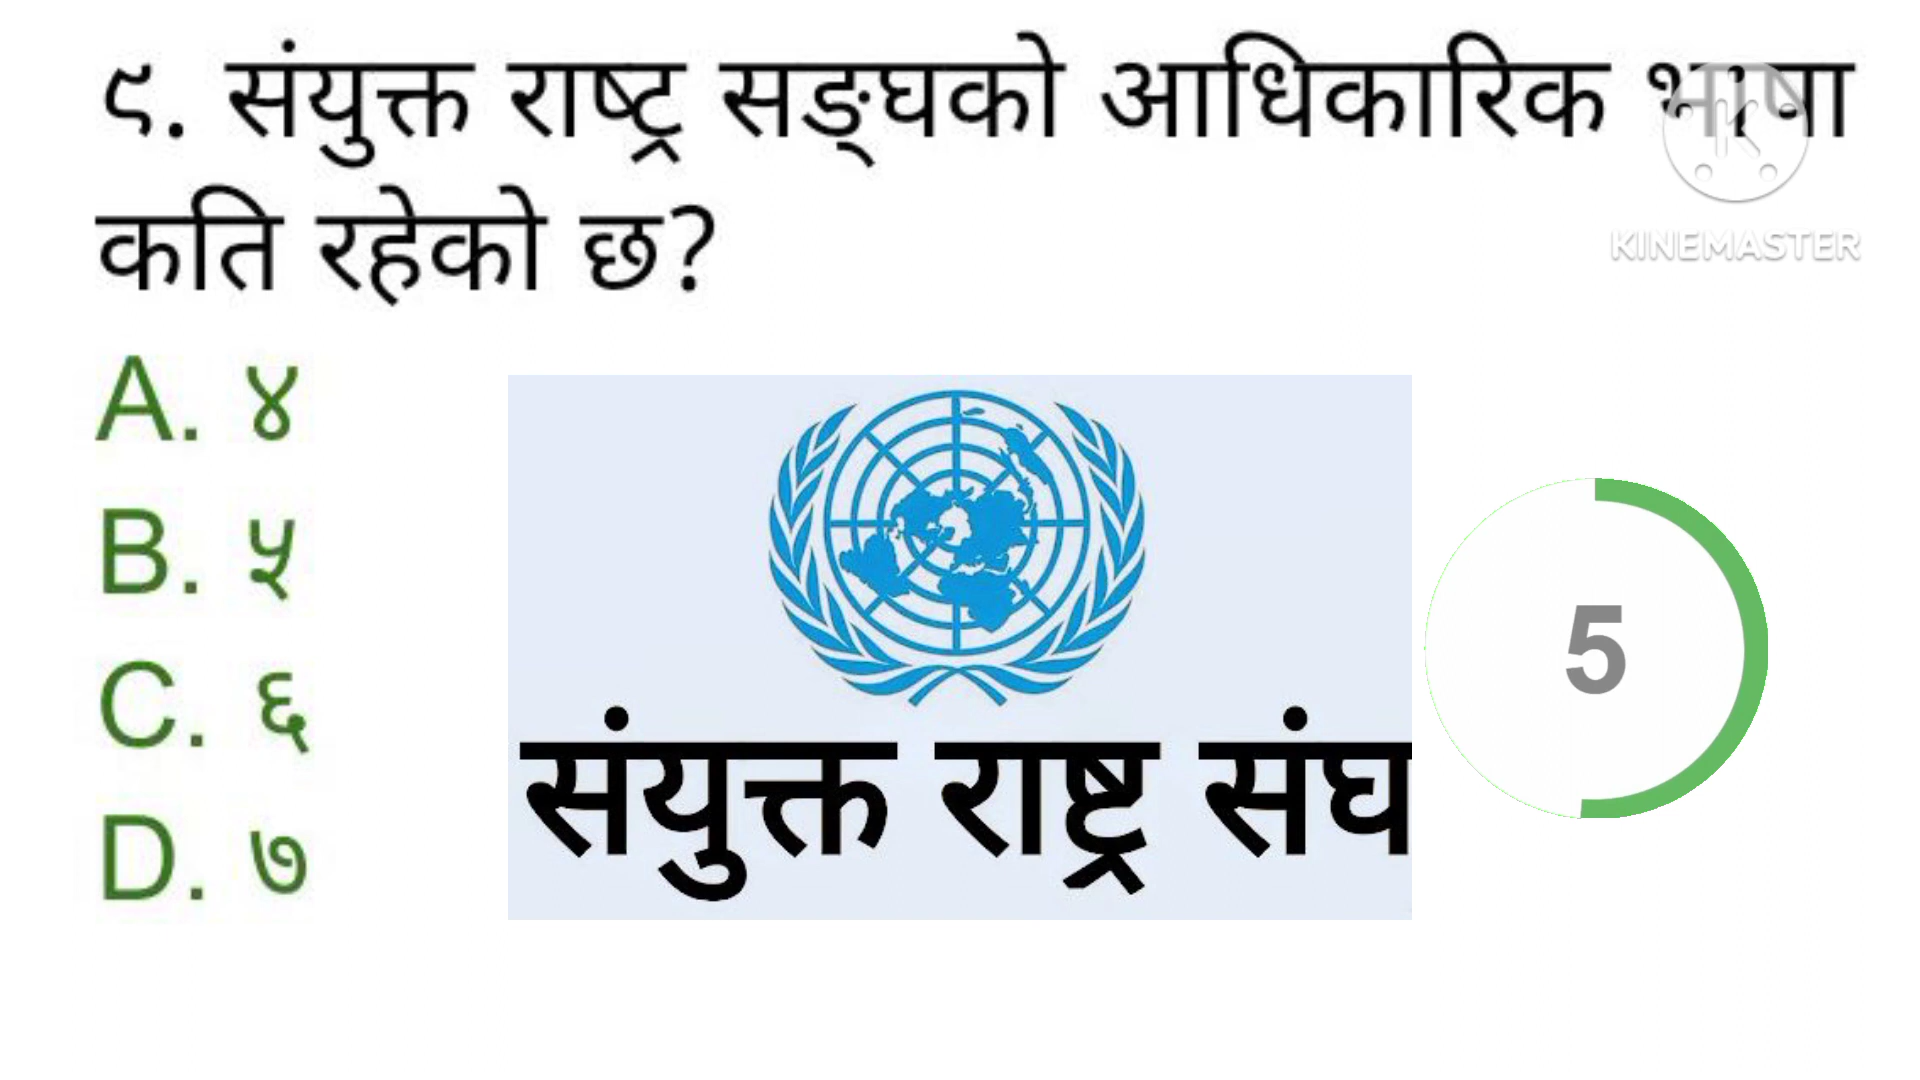 ९. संयुक्त राष्ट्र सङ्घको आधिकारिक भाषा
कति रहेको छ?
KINEMASTER
A. ४
B. ५
C. ६
D. ७
संयुक्त राष्ट्र संघ
5